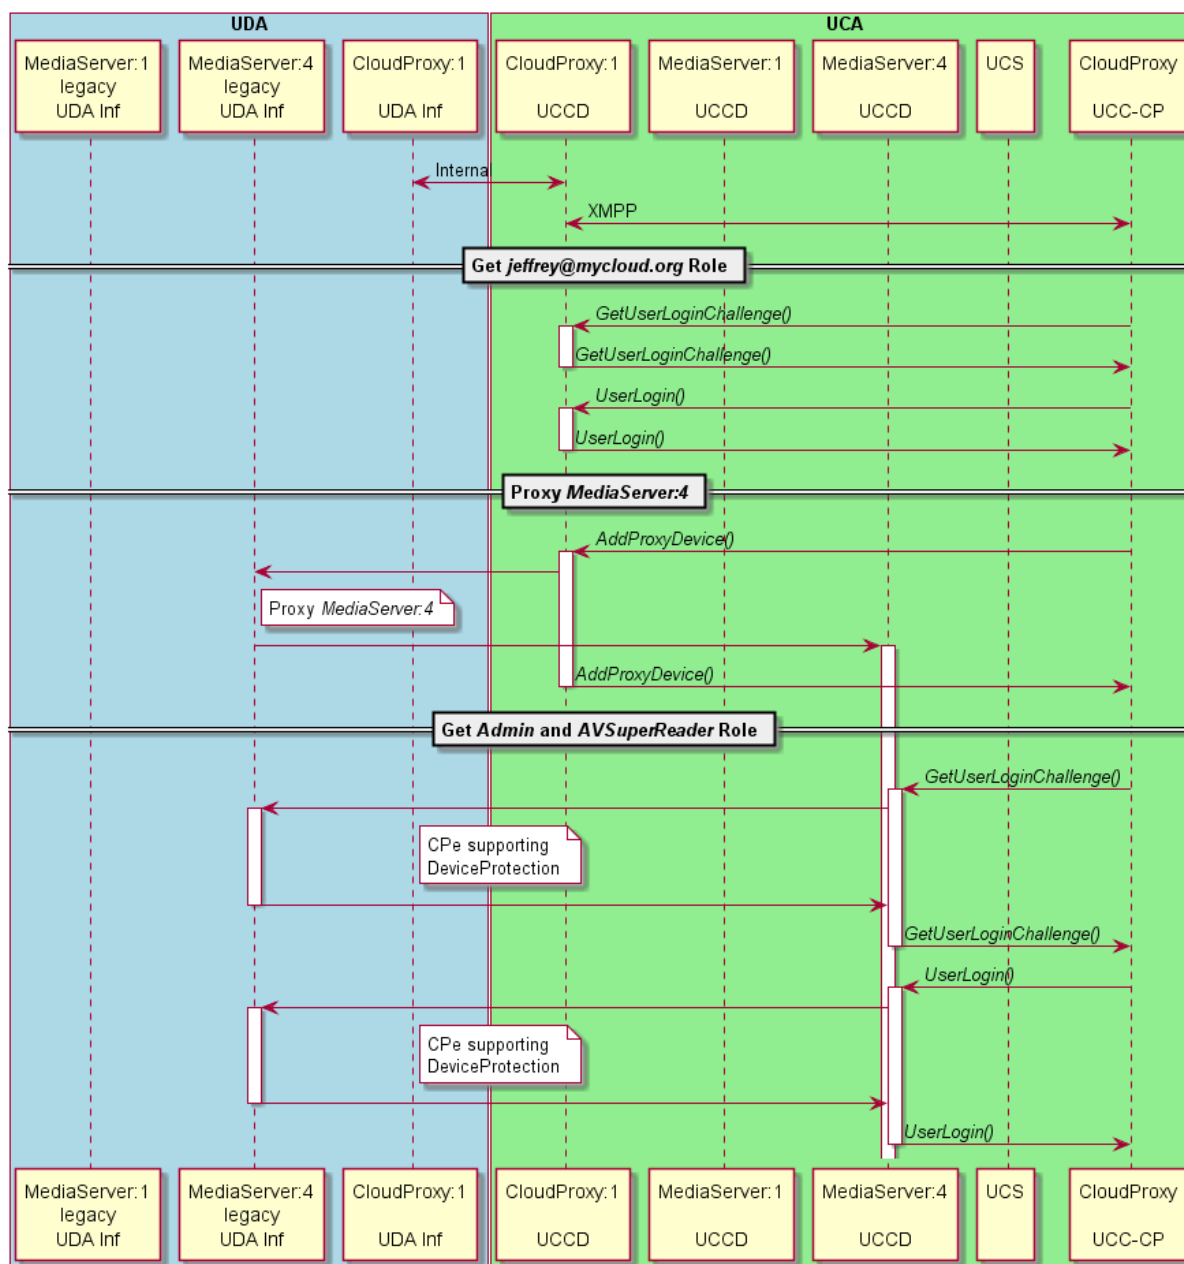 UDA
UCA
MediaServer:1
legacy
UDA Inf
MediaServer:4
legacy
UDA Inf
CloudProxy:1
UDA Inf
CloudProxy:1
UCCD
MediaServer:1
UCCD
MediaServer:4
UCCD
UCS
CloudProxy
UCC-CP
Internal
XMPP
Get jeffrey@mycloud.org Role
GetUserLoginChallenge()
GetUserLoginChallenge()
UserLogin()
UserLogin()
Proxy MediaServer:4
AddProxyDevice()
Proxy MediaServer:4
AddProxyDevice()
Get Admin and AVSuperReader Role
GetUserLoginChallenge()
CPe supporting
DeviceProtection
GetUserLoginChallenge()
UserLogin()
CPe supporting
DeviceProtection
UserLogin()
MediaServer:1
legacy
UDA Inf
MediaServer:4
legacy
UDA Inf
CloudProxy:1
UDA Inf
CloudProxy:1
UCCD
MediaServer:1
UCCD
MediaServer:4
UCCD
UCS
CloudProxy
UCC-CP